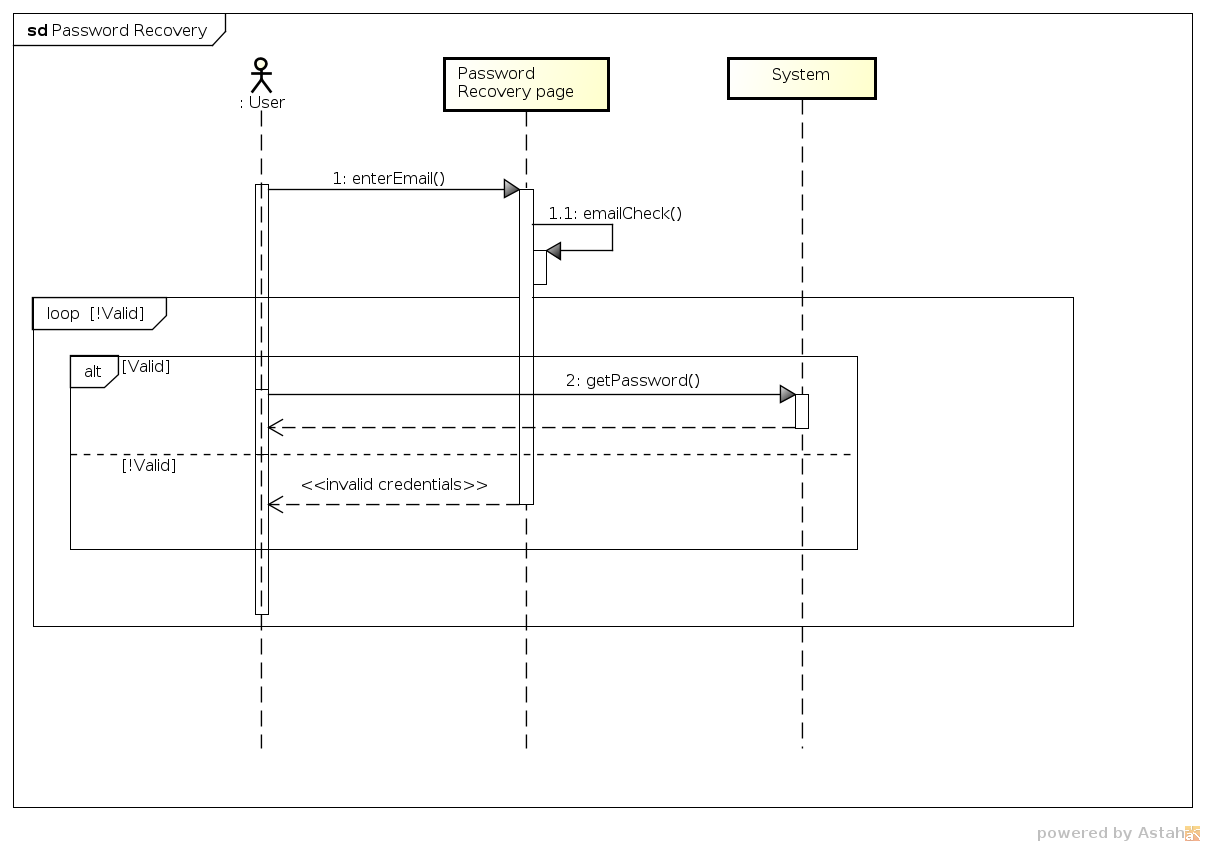 sd Password Recovery
: User
Password
Recovery page
System
1: enterEmail()
1.1: emailCheck()
loop [!Valid]
alt [Valid]
2: getPassword()
[!Valid]
<<invalid credentials>>
powered by Astah